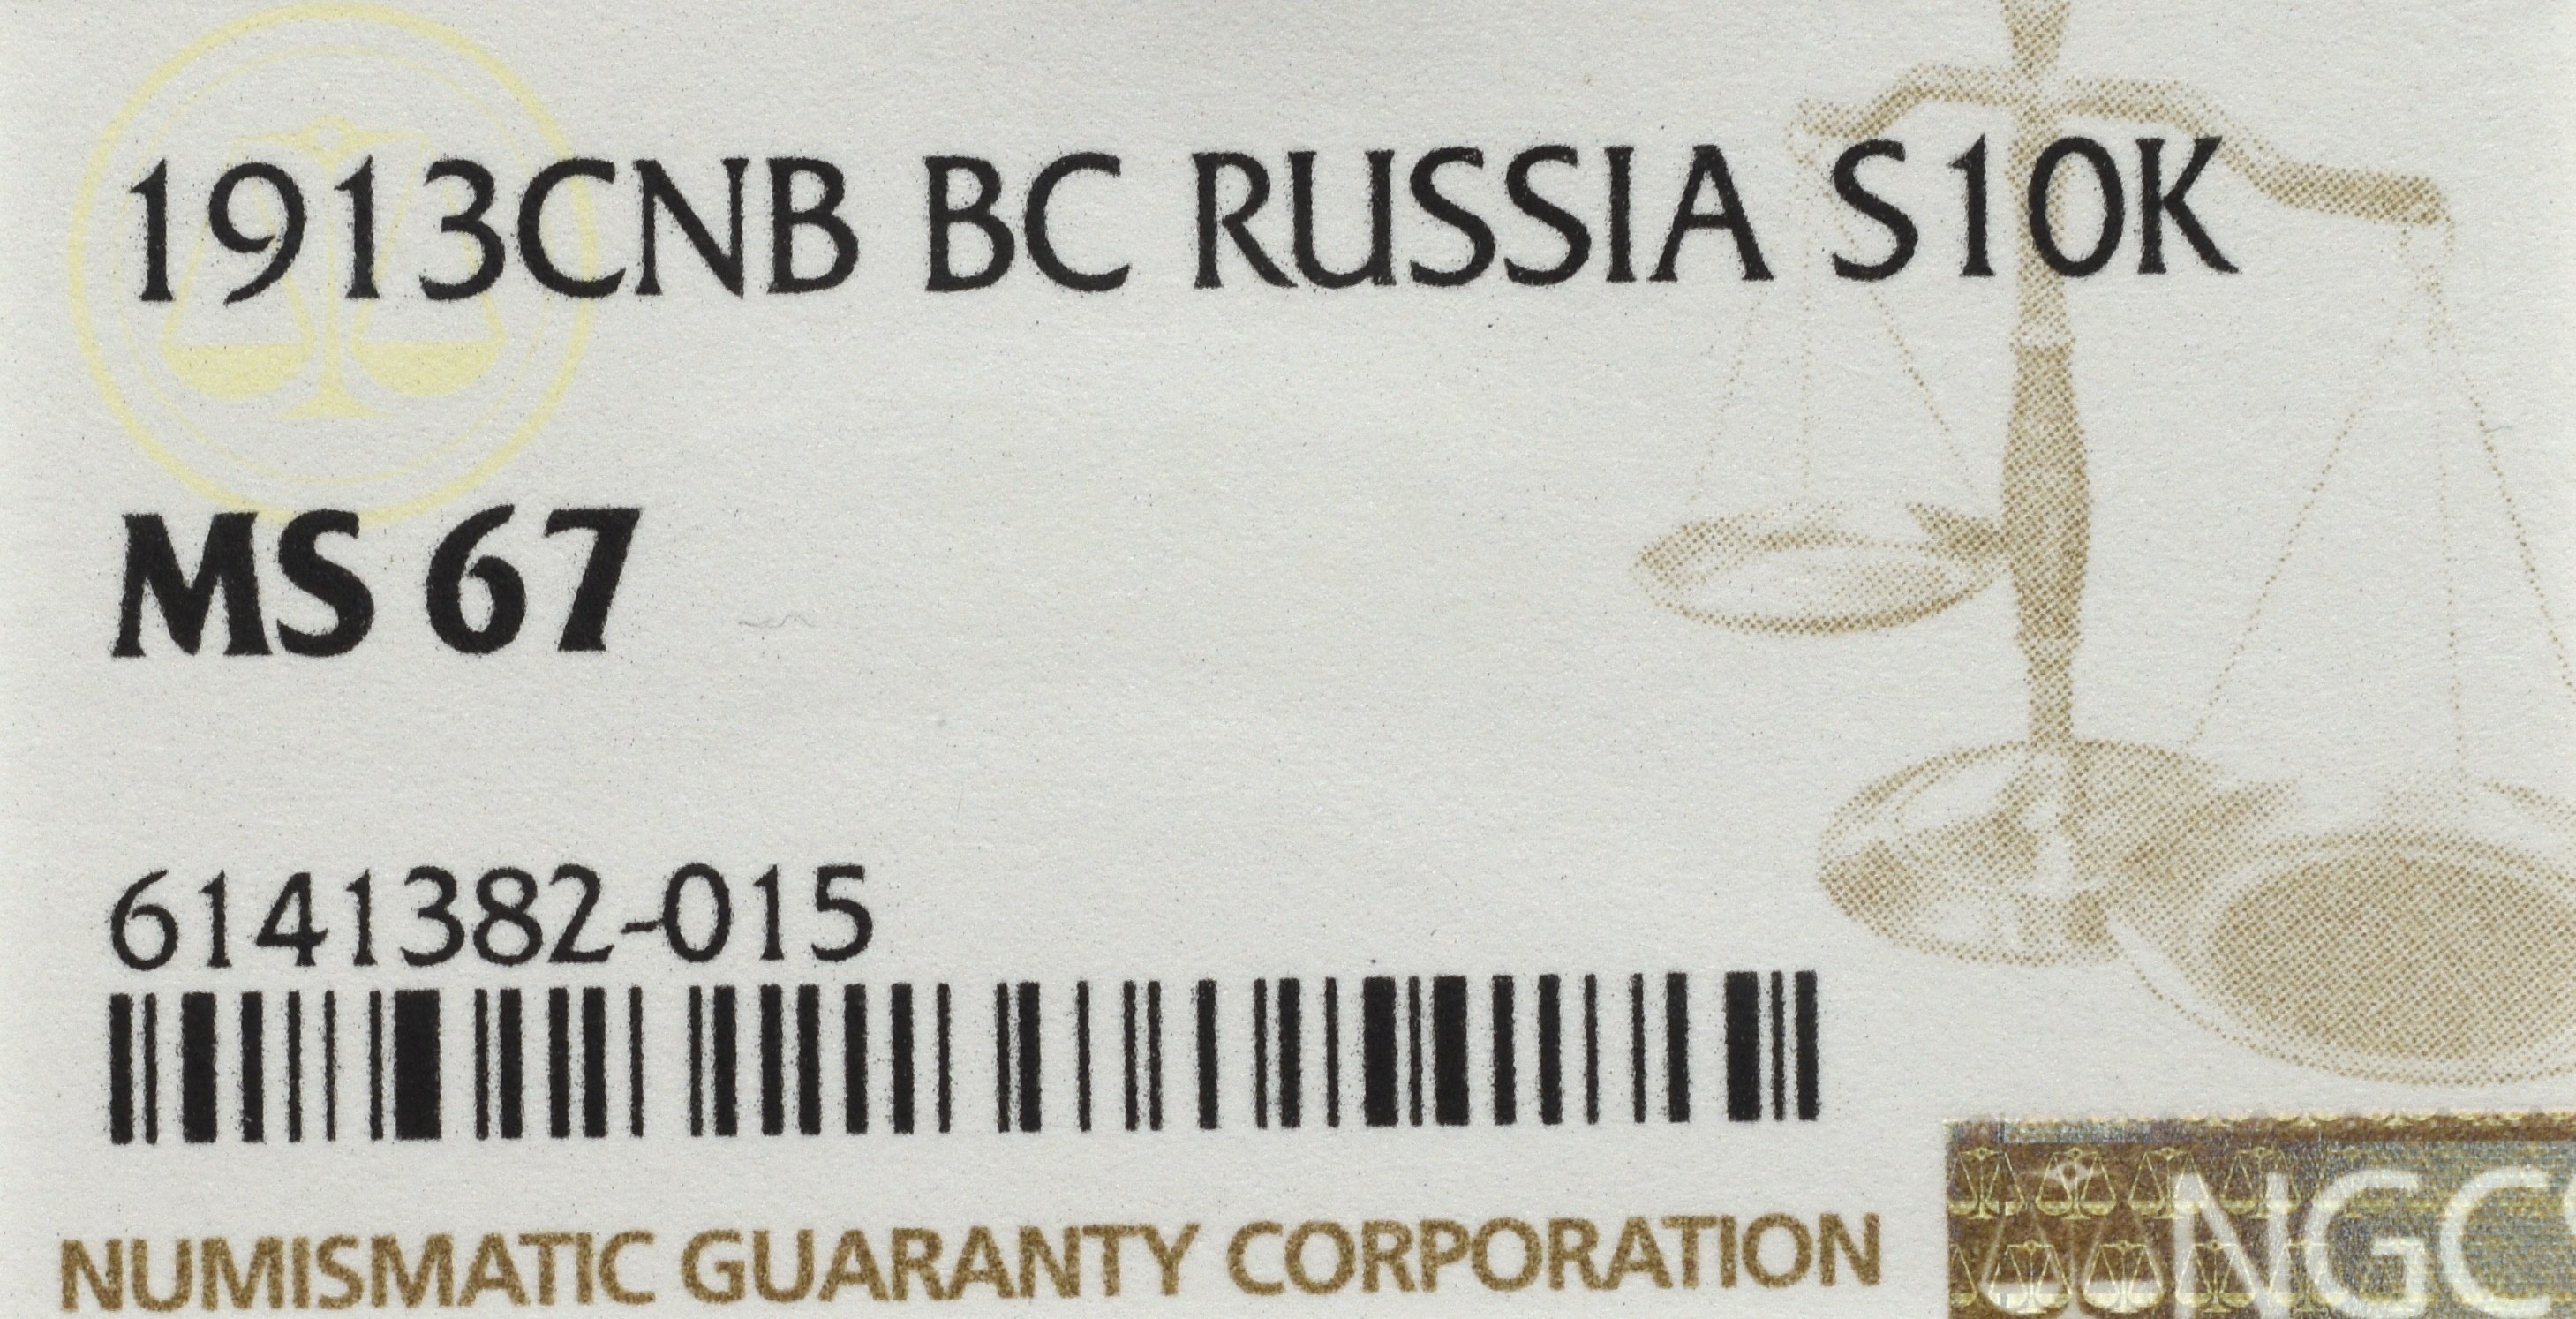 1913CNB BC RUSSIA S10K
MS 67
6141382-015
NUMISMATIC GUARANTY CORPORATION
NGC